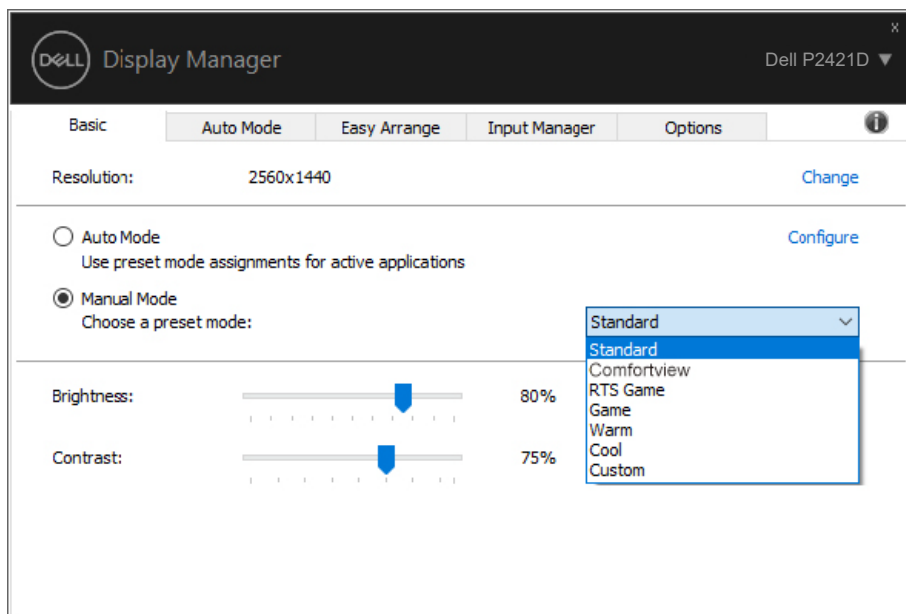 x
DELL Display Manager Dell P2421D ▼
Basic Auto Mode Easy Arrange Input Manager Options i
Resolution: 2560x1440 Change
Auto Mode Configure
Use preset mode assignments for active applications
Manual Mode
Choose a preset mode: Standard
Standard
Comfortview
RTS Game
Game
Warm
Cool
Custom
Brightness: 80%
Contrast: 75%